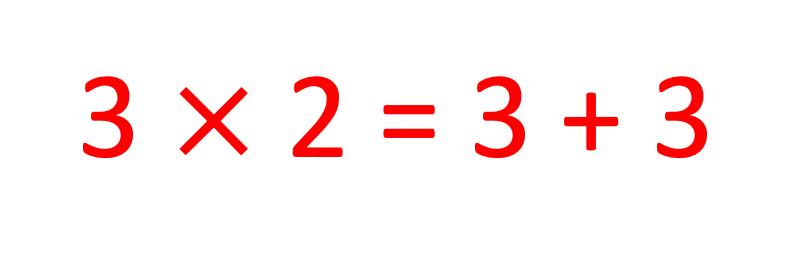 3 × 2 = 3 + 3